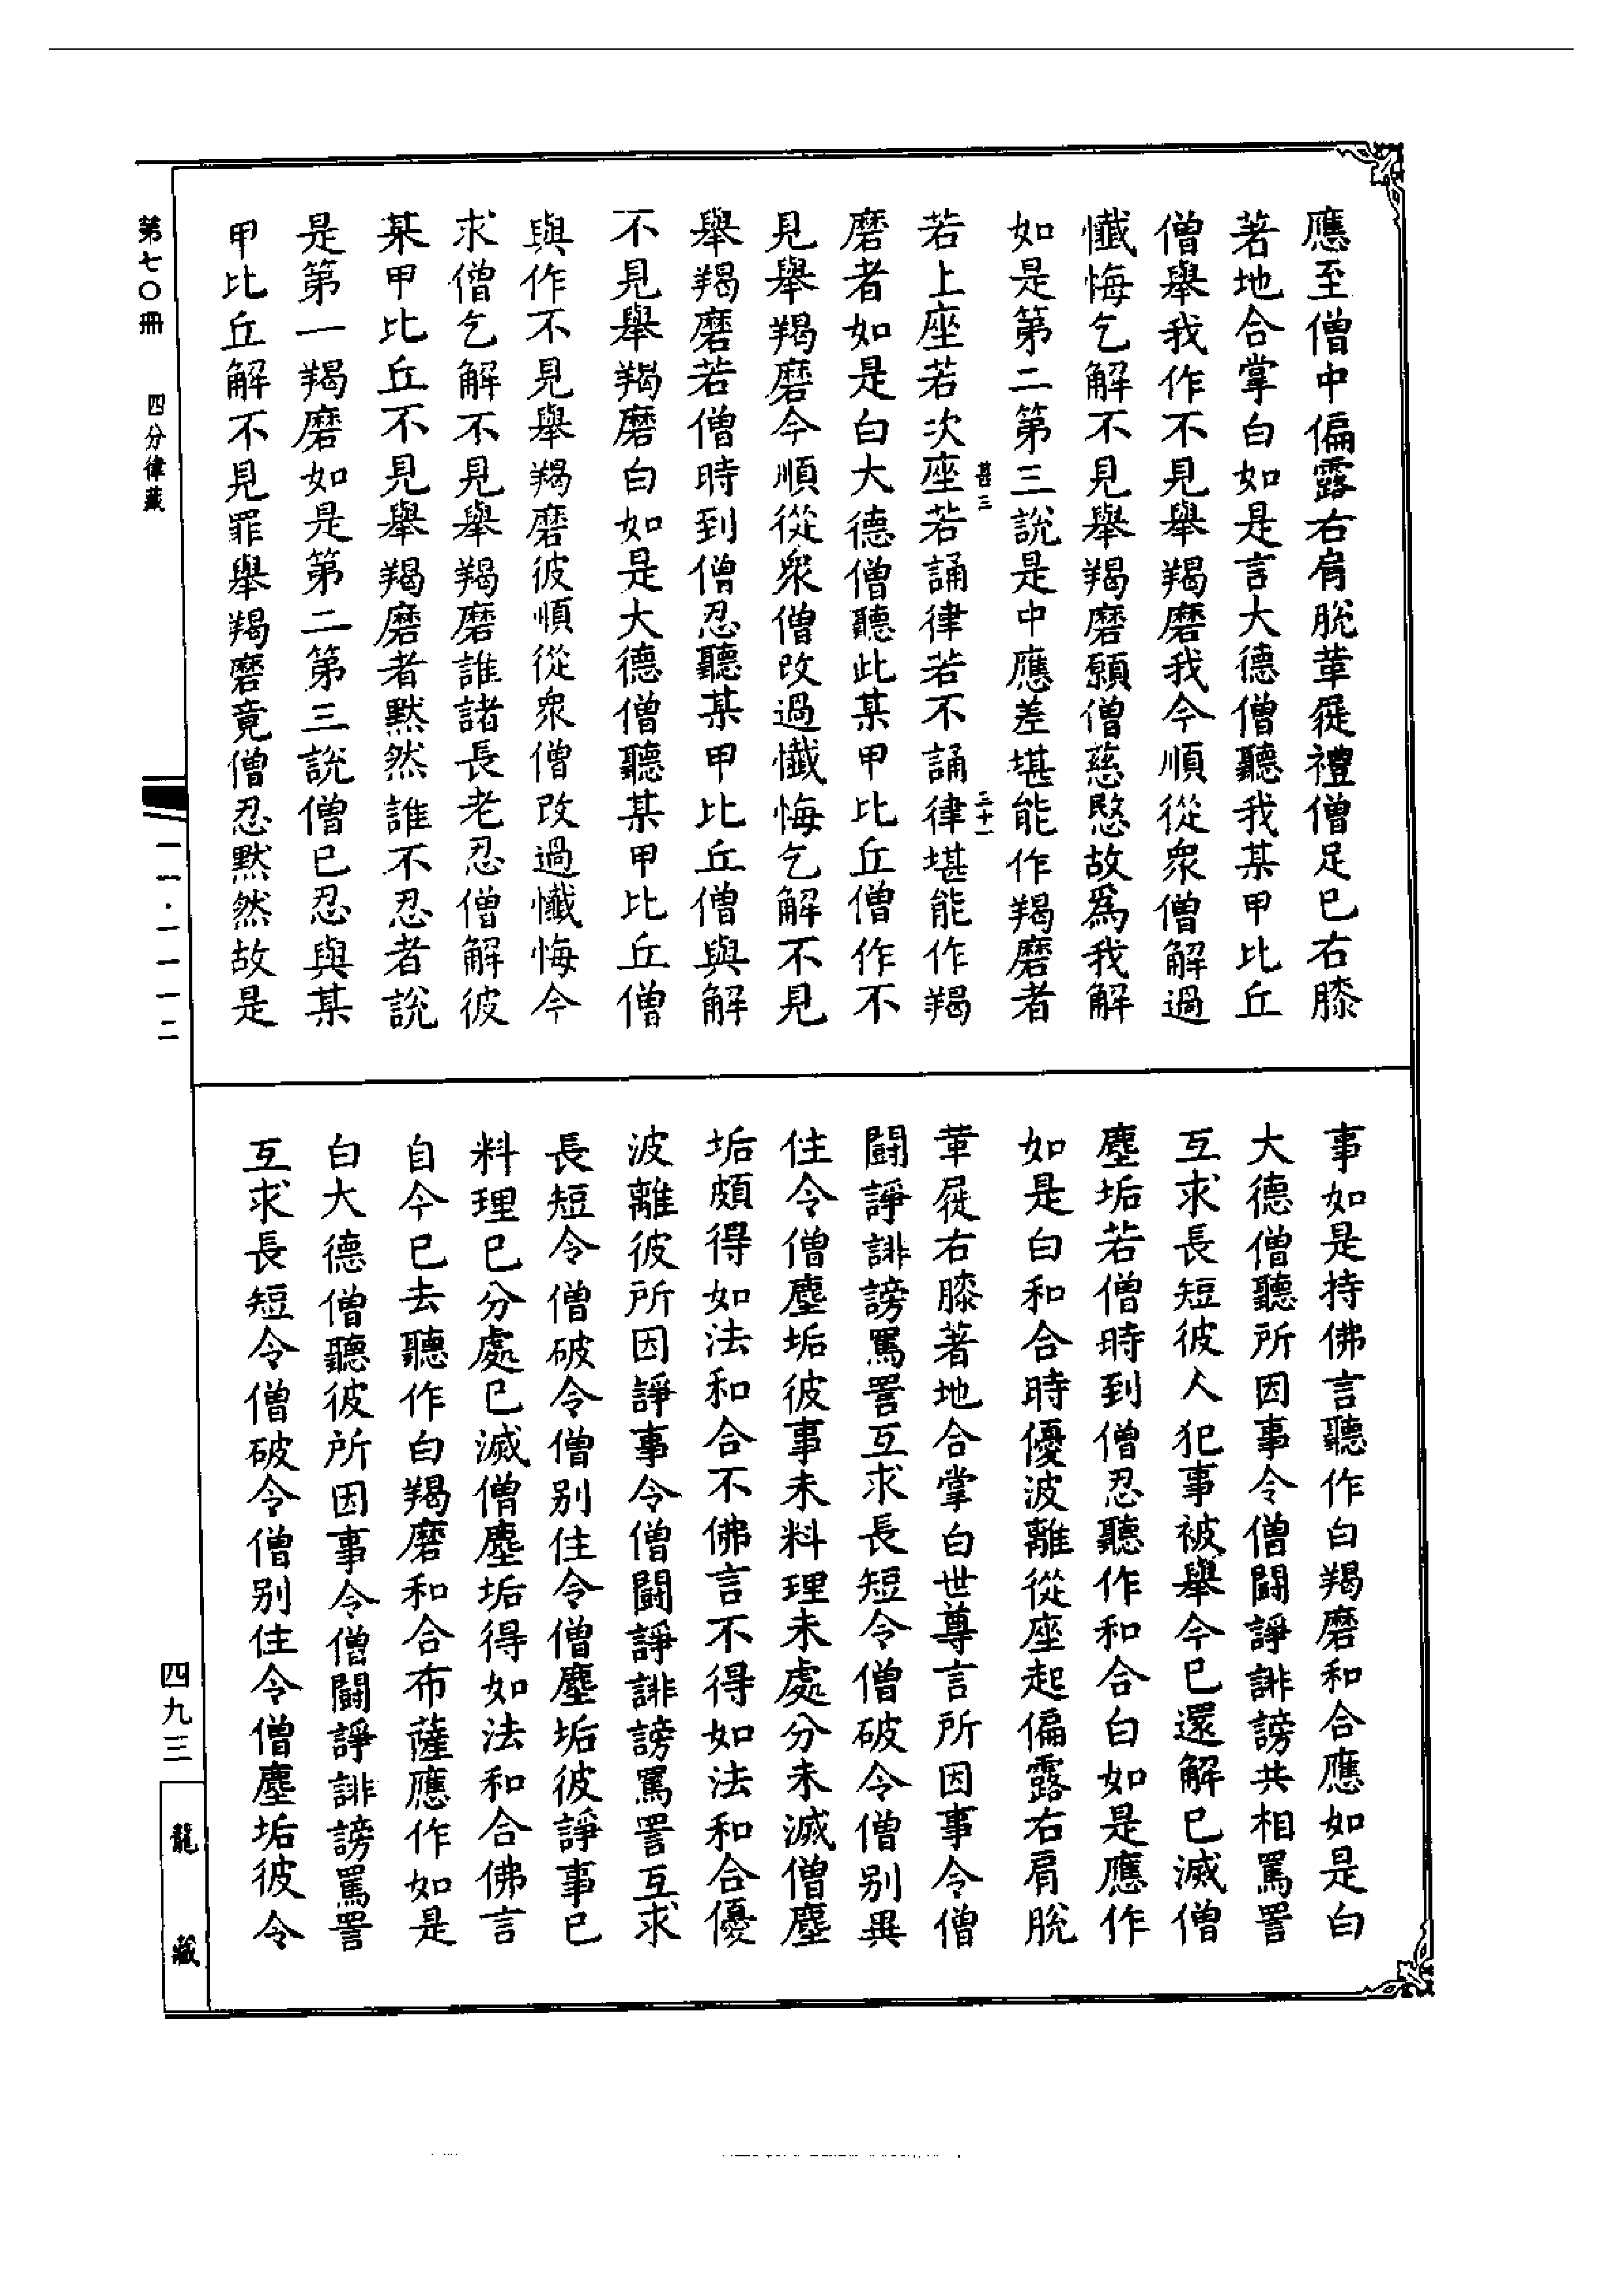 應至僧中偏露右肩脫革屣禮僧足已右膝
著地合掌白如是言大德僧聽我某甲比丘
僧舉我作不見舉羯磨我今順從眾僧解過
懺悔乞解不見舉羯磨願僧慈愍故爲我解
如是第二第三說是中應差堪能作羯磨者
甚三
三十一
若上座若次座若誦律若不誦律堪能作羯
磨者如是白大德僧聽此某甲比丘僧作不
見舉羯磨今順從眾僧改過懺悔乞解不見
舉羯磨若僧時到僧忍聽某甲比丘僧與解
不見舉羯磨白如是大德僧聽某甲比丘僧
與作不見舉羯磨彼順從眾僧改過懺悔今
求僧乞解不見舉羯磨誰諸長老忍僧解彼
某甲比丘不見舉羯磨者默然誰不忍者說
是第一羯磨如是第二第三說僧已忍與某
甲比丘解不見罪舉羯磨竟僧忍默然故是
事如是持佛言聽作白羯磨和合應如是白
大德僧聽所因事令僧鬪諍誹謗共相罵詈
互求長短彼人犯事被舉今已還解已滅僧
塵垢若僧時到僧忍聽作和合白如是應作
如是白和合時優波離從座起偏露右肩脫
革屣右膝著地合掌白世尊言所因事令僧
鬪諍誹謗罵詈互求長短令僧破令僧別異
住令僧塵垢彼事未料理未處分未滅僧塵
垢頗得如法和合不佛言不得如法和合優
波離彼所因諍事令僧鬪諍誹謗罵詈互求
長短令僧破令僧別住令僧塵垢彼諍事已
料理已分處已滅僧塵垢得如法和合佛言
自今已去聽作白羯磨和合布薩應作如是
白大德僧聽彼所因事令僧鬪諍誹謗罵詈
互求長短令僧破令僧別住令僧塵垢彼令
第七〇冊 四分律藏
一一·一一一二
四九三
龍藏